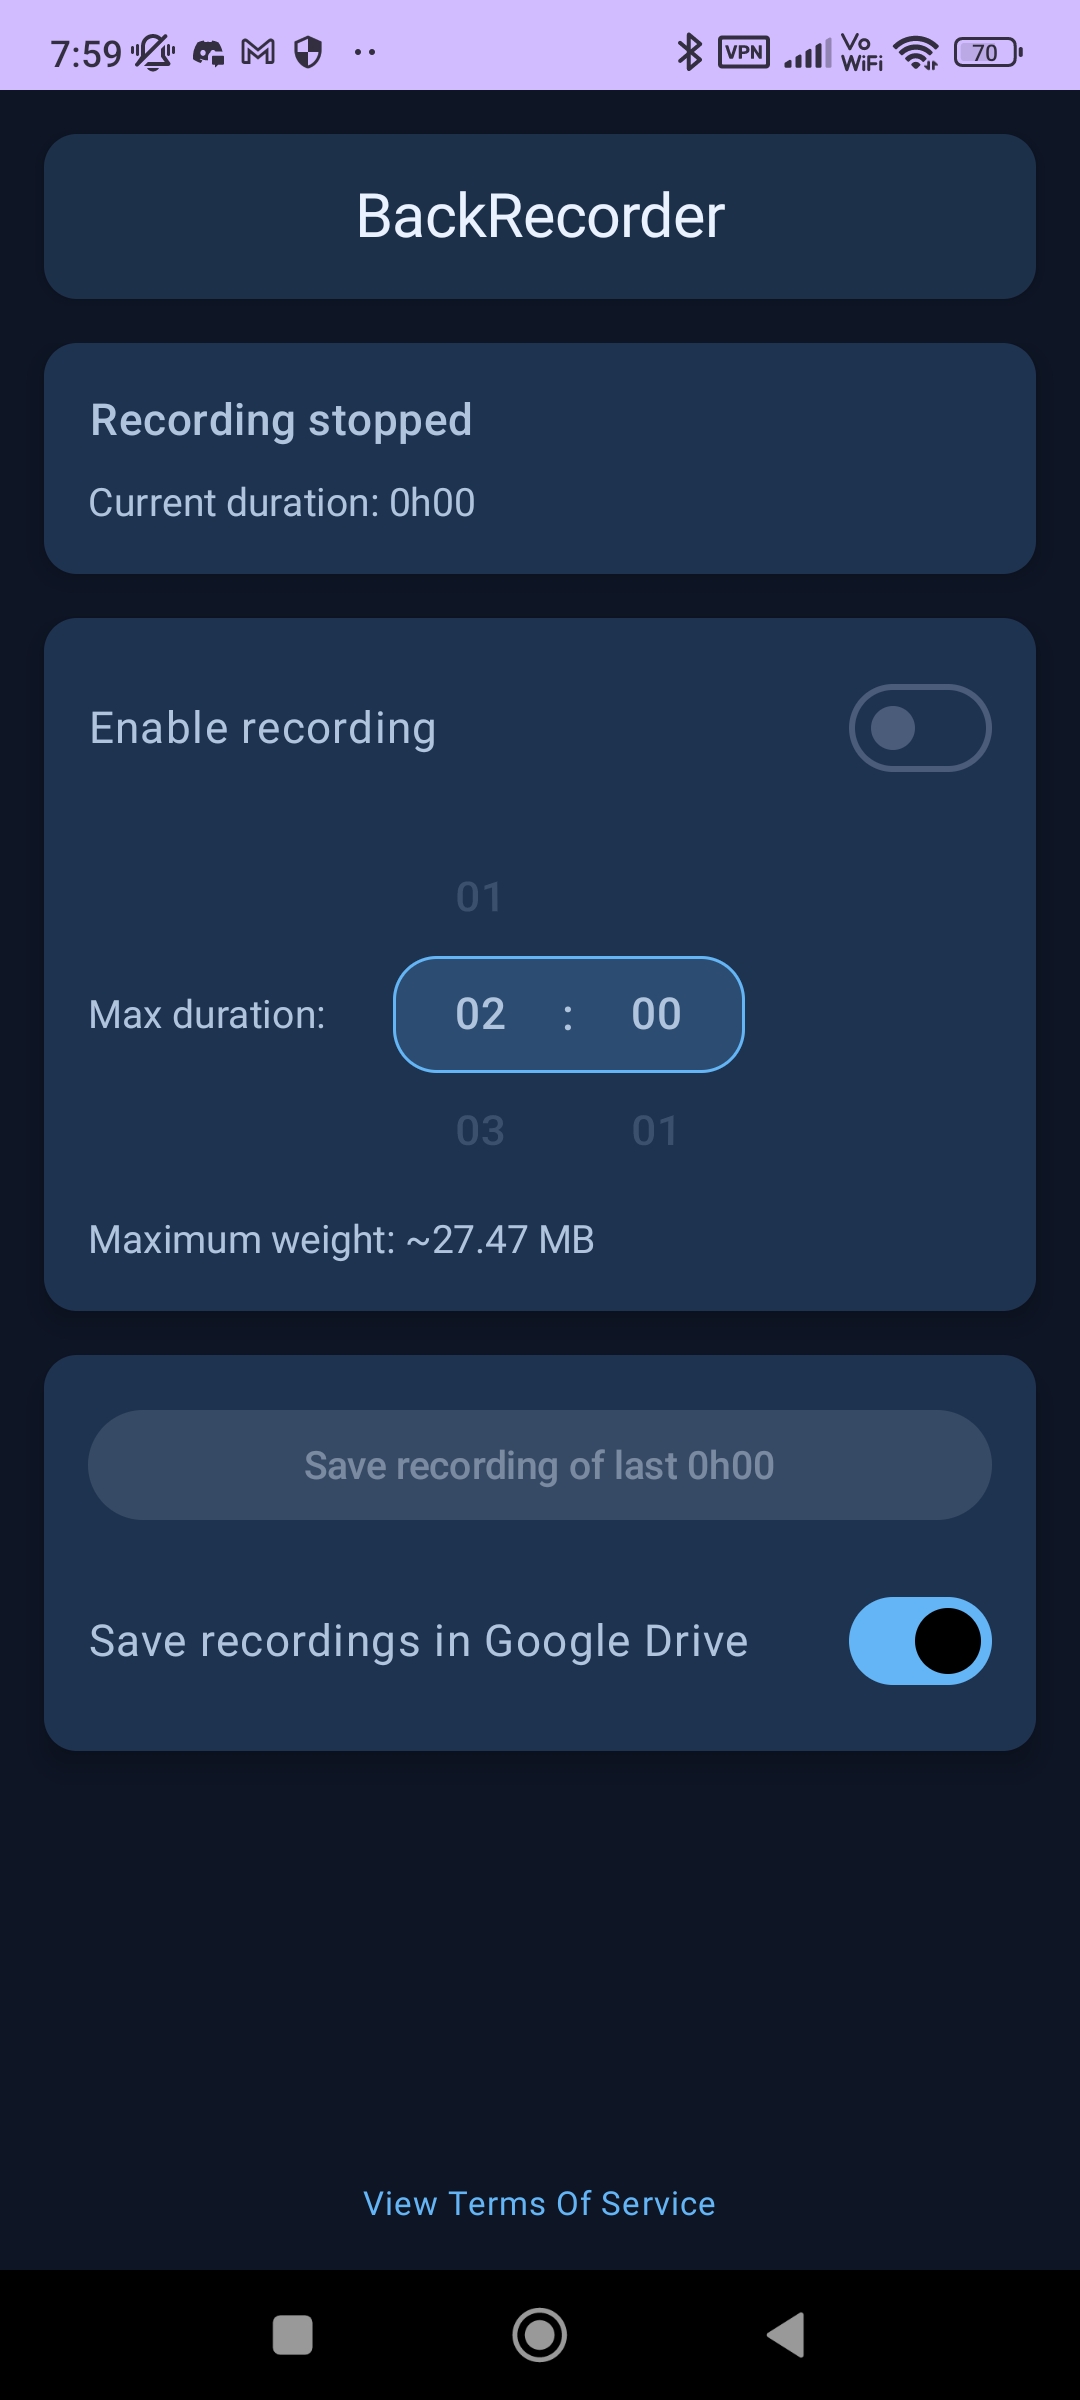 7:59 VPN Vo WiFi 70
BackRecorder
Recording stopped
Current duration: 0h00
Enable recording
01
Max duration: 02 : 00
03 01
Maximum weight: ~27.47 MB
Save recording of last 0h00
Save recordings in Google Drive
View Terms Of Service